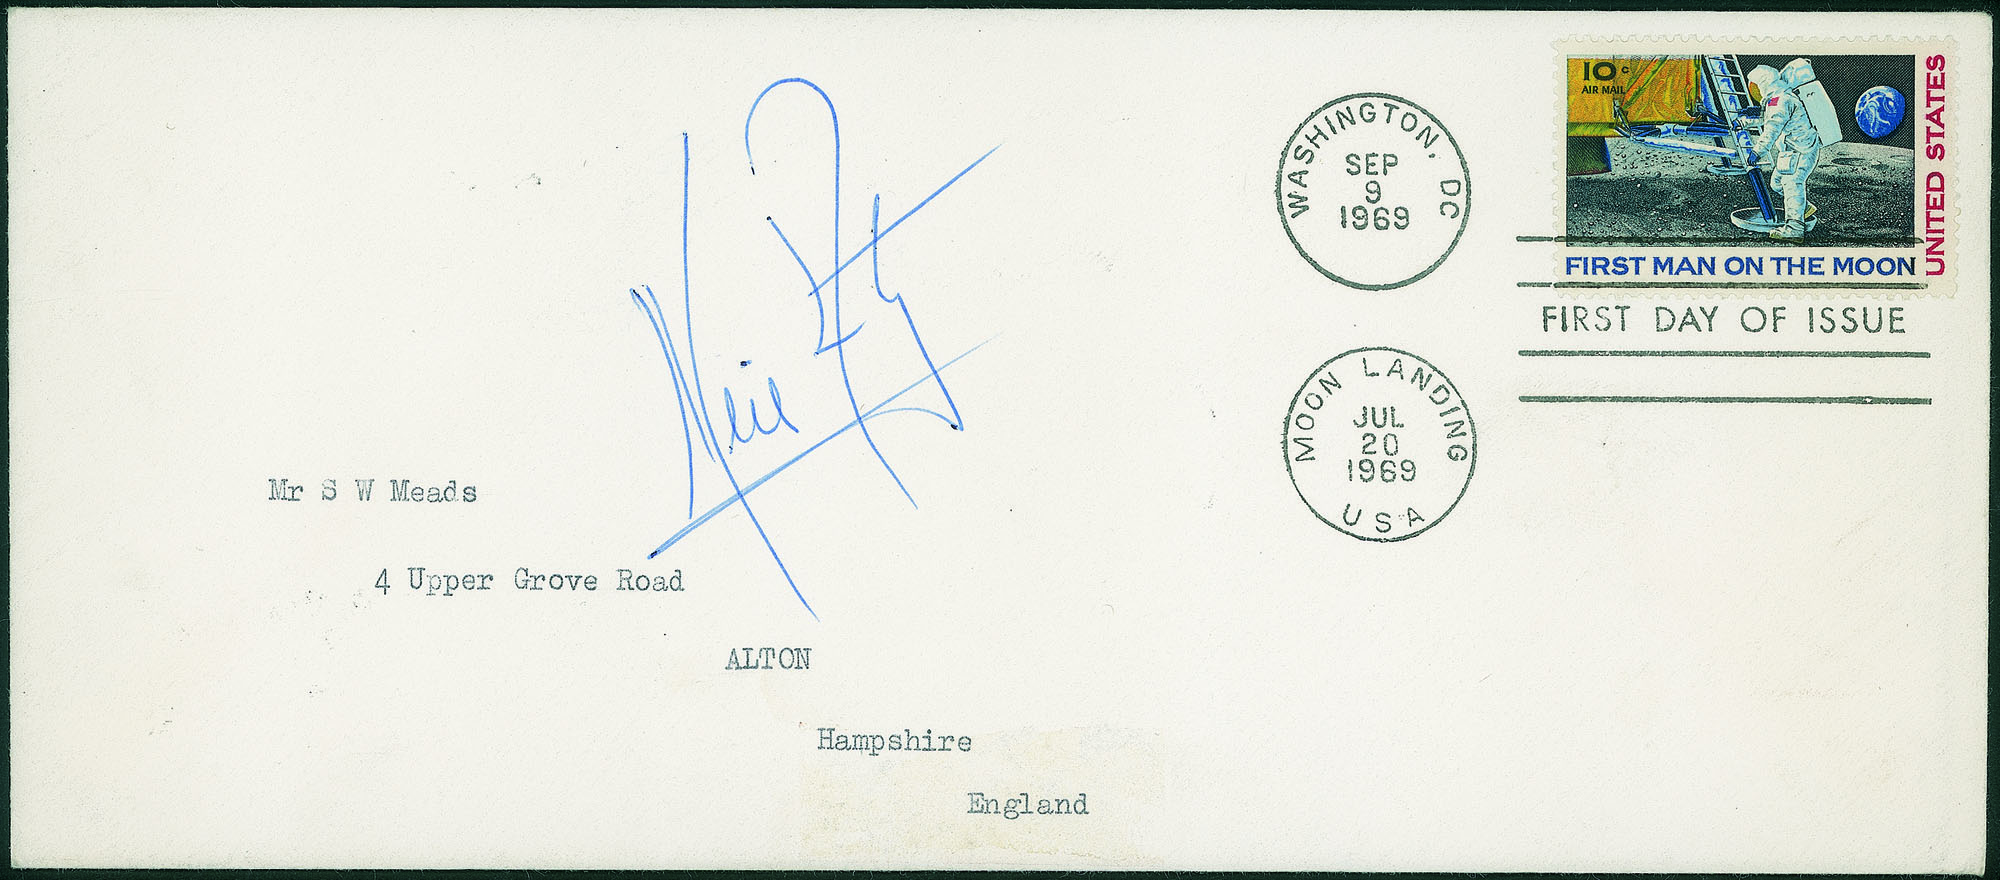 10c
AIR MAIL
UNITED STATES
FIRST MAN ON THE MOON
WASHINGTON, DC
SEP
9
1969
FIRST DAY OF ISSUE
MOON LANDING
JUL
20
1969
USA
Neil
Mr S W Meads
4 Upper Grove Road
ALTON
Hampshire
England